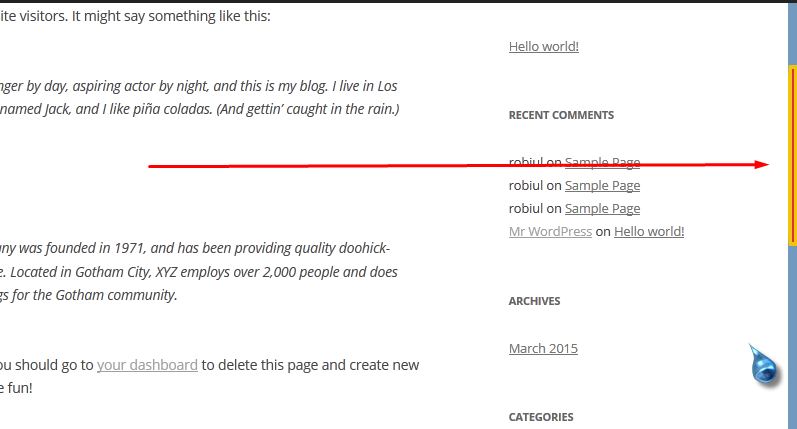 ite visitors. It might say something like this:
nger by day, aspiring actor by night, and this is my blog. I live in Los
named Jack, and I like piña coladas. (And gettin' caught in the rain.)
any was founded in 1971, and has been providing quality doohick-
e. Located in Gotham City, XYZ employs over 2,000 people and does
gs for the Gotham community.
ou should go to your dashboard to delete this page and create new
e fun!
Hello world!
RECENT COMMENTS
robiul on Sample Page
robiul on Sample Page
robiul on Sample Page
Mr WordPress on Hello world!
ARCHIVES
March 2015
CATEGORIES